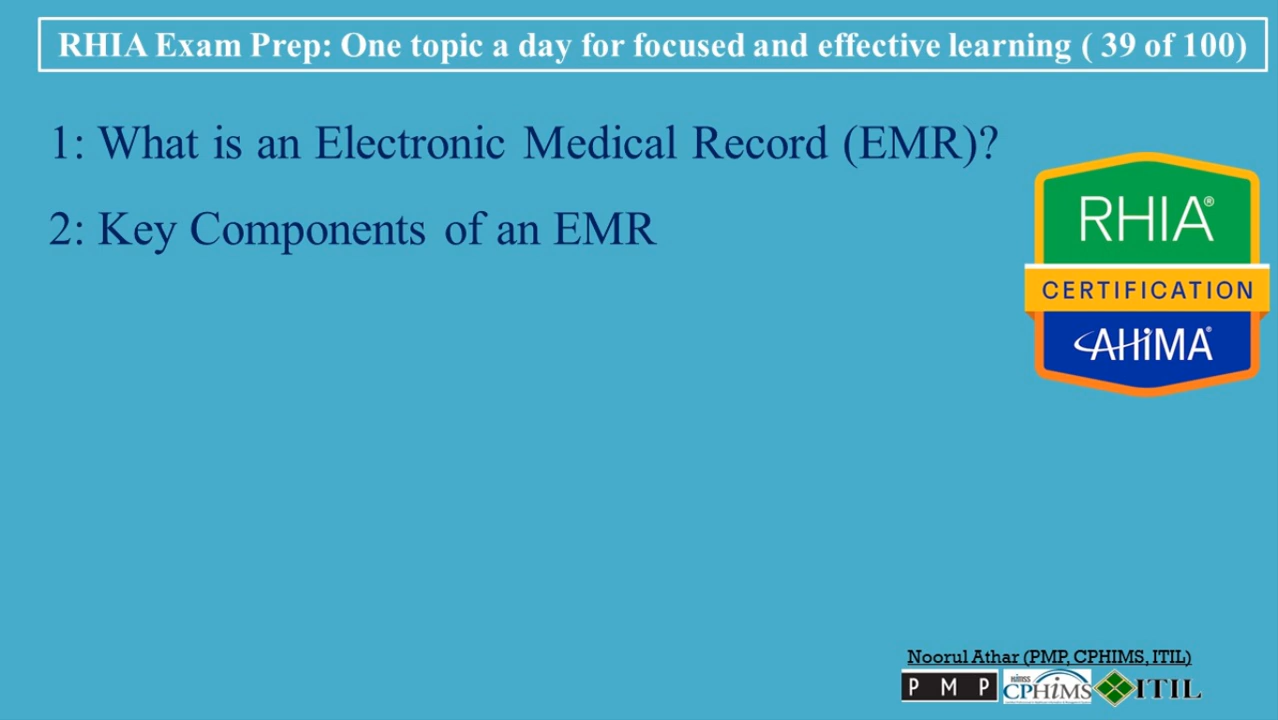 RHIA Exam Prep: One topic a day for focused and effective learning ( 39 of 100)
1: What is an Electronic Medical Record (EMR)?
2: Key Components of an EMR
RHIA®
CERTIFICATION
AHIMA®
Noorul Athar (PMP, CPHIMS, ITIL)
PMP
HIMSS
CPHIMS
ITIL